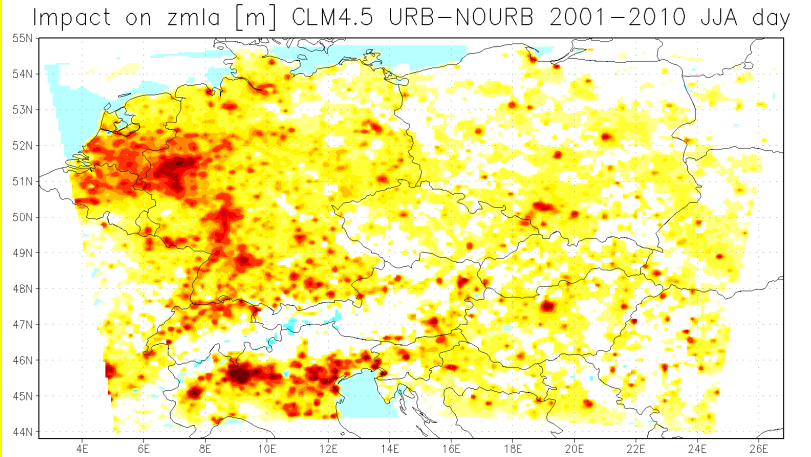 Impact on zmla [m] CLM4.5 URB-NOURB 2001-2010 JJA day
55N
54N
53N
52N
51N
50N
49N
48N
47N
46N
45N
44N
4E 6E 8E 10E 12E 14E 16E 18E 20E 22E 24E 26E